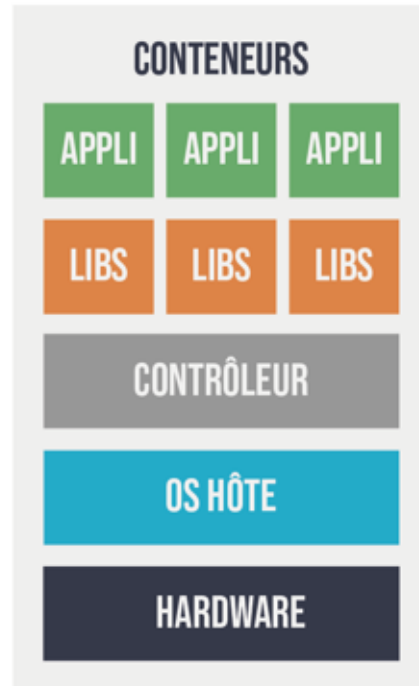 CONTENEURS
APPLI APPLI APPLI
LIBS LIBS LIBS
CONTRÔLEUR
OS HÔTE
HARDWARE